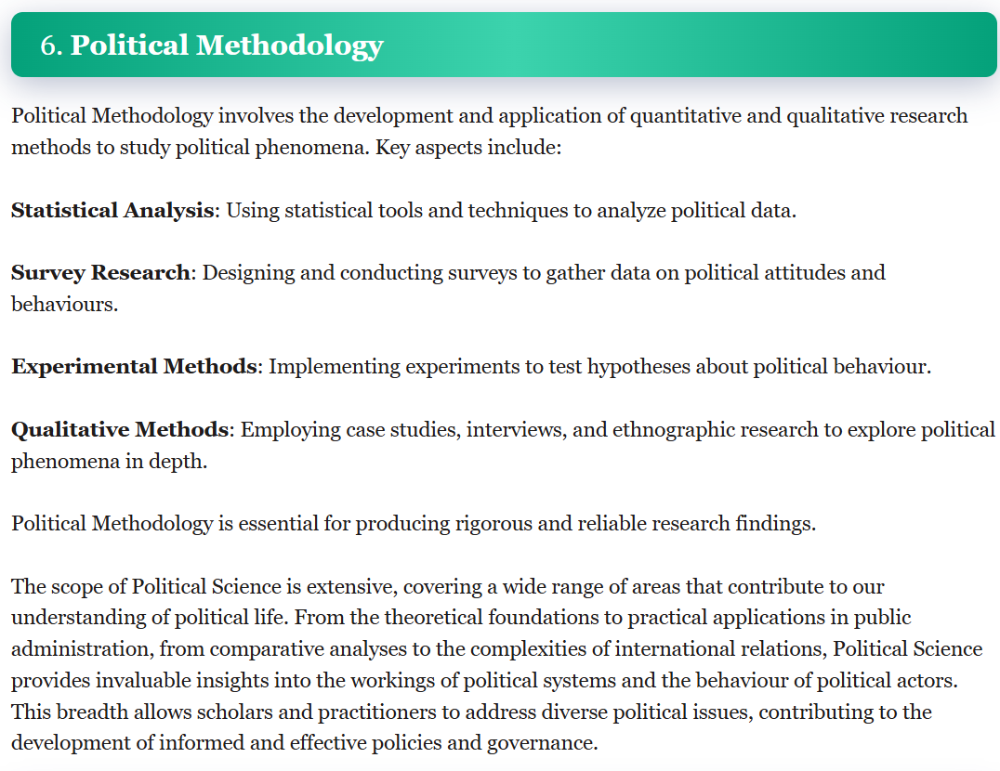 6. Political Methodology
Political Methodology involves the development and application of quantitative and qualitative research
methods to study political phenomena. Key aspects include:
Statistical Analysis: Using statistical tools and techniques to analyze political data.
Survey Research: Designing and conducting surveys to gather data on political attitudes and
behaviours.
Experimental Methods: Implementing experiments to test hypotheses about political behaviour.
Qualitative Methods: Employing case studies, interviews, and ethnographic research to explore political
phenomena in depth.
Political Methodology is essential for producing rigorous and reliable research findings.
The scope of Political Science is extensive, covering a wide range of areas that contribute to our
understanding of political life. From the theoretical foundations to practical applications in public
administration, from comparative analyses to the complexities of international relations, Political Science
provides invaluable insights into the workings of political systems and the behaviour of political actors.
This breadth allows scholars and practitioners to address diverse political issues, contributing to the
development of informed and effective policies and governance.